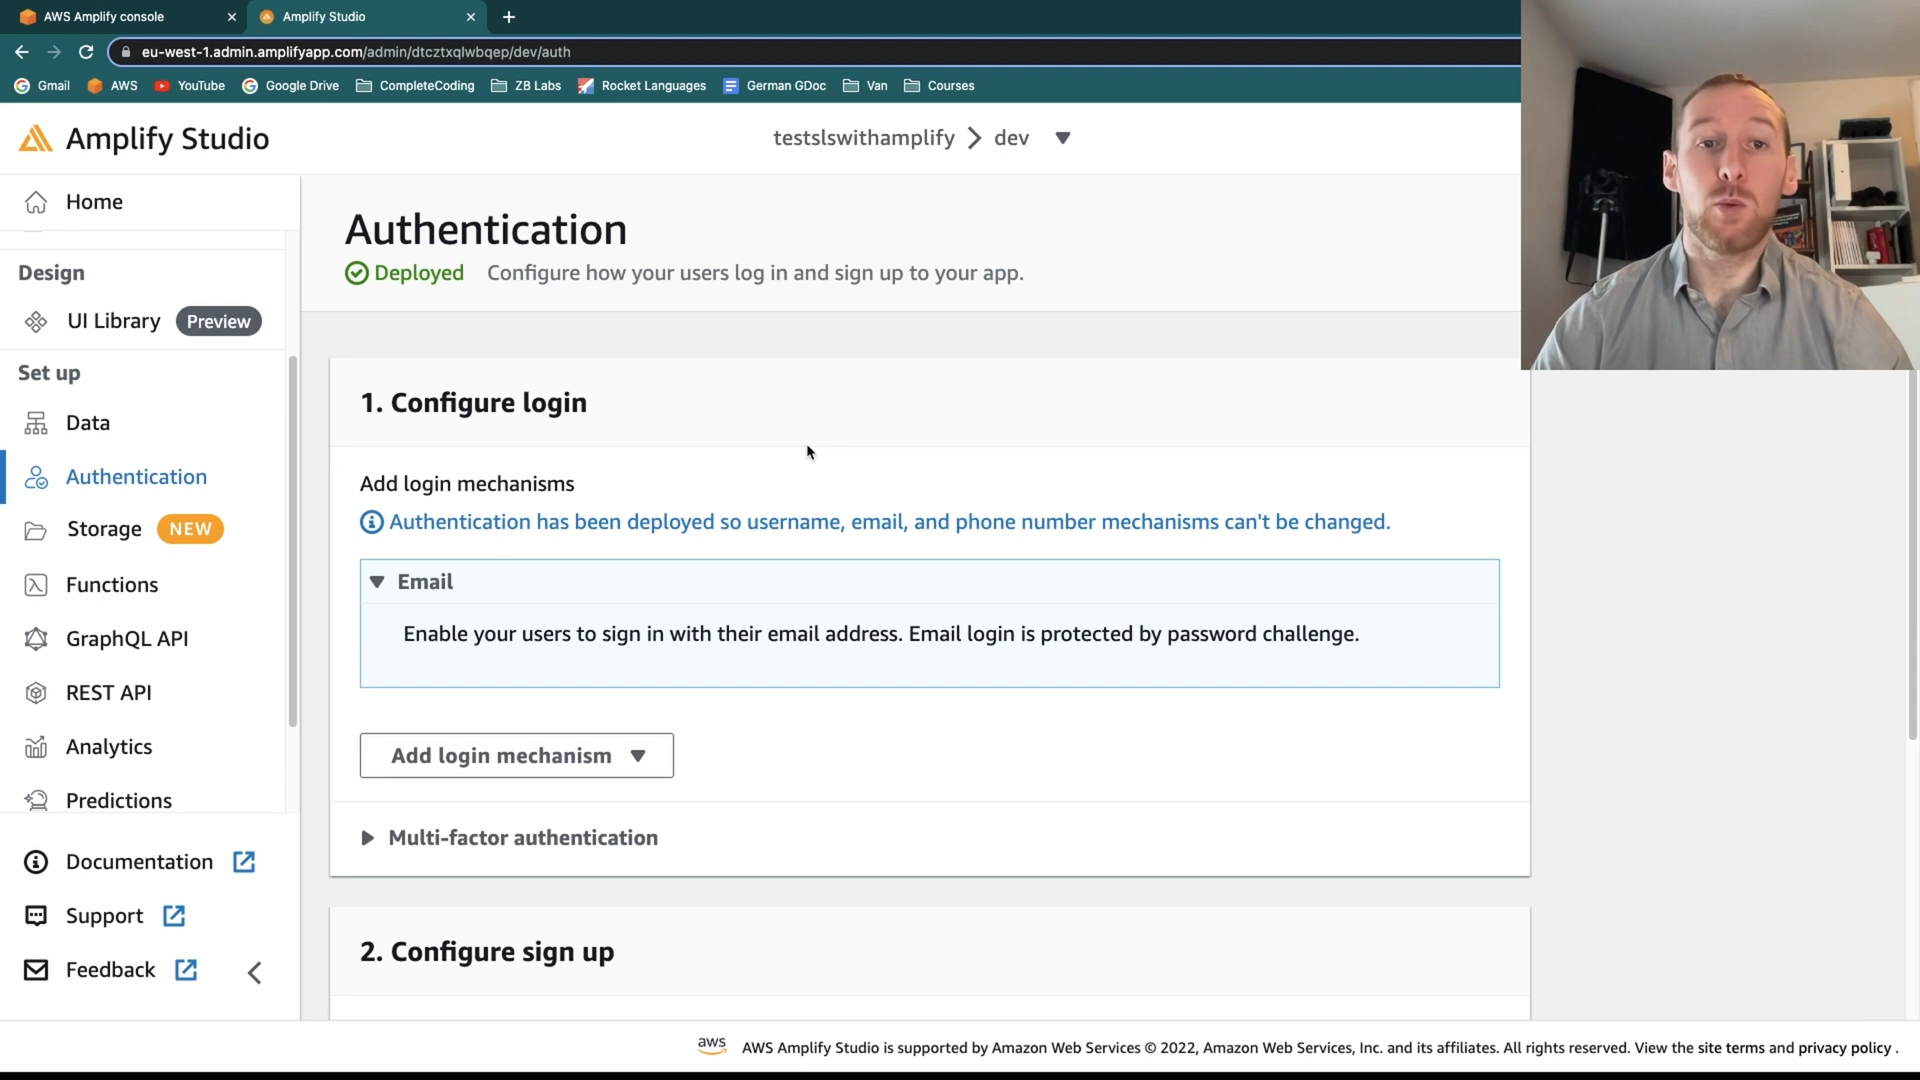 AWS Amplify console
Amplify Studio
eu-west-1.admin.amplifyapp.com/admin/dtcztxqlwbqep/dev/auth
Gmail AWS YouTube Google Drive CompleteCoding ZB Labs Rocket Languages German GDoc Van Courses
Amplify Studio
testslswithamplify dev
Home
Design
UI Library Preview
Set up
Data
Authentication
Storage NEW
Functions
GraphQL API
REST API
Analytics
Predictions
Documentation
Support
Feedback
Authentication
Deployed Configure how your users log in and sign up to your app.
1. Configure login
Add login mechanisms
Authentication has been deployed so username, email, and phone number mechanisms can't be changed.
Email
Enable your users to sign in with their email address. Email login is protected by password challenge.
Add login mechanism
Multi-factor authentication
2. Configure sign up
aws AWS Amplify Studio is supported by Amazon Web Services © 2022, Amazon Web Services, Inc. and its affiliates. All rights reserved. View the site terms and privacy policy .